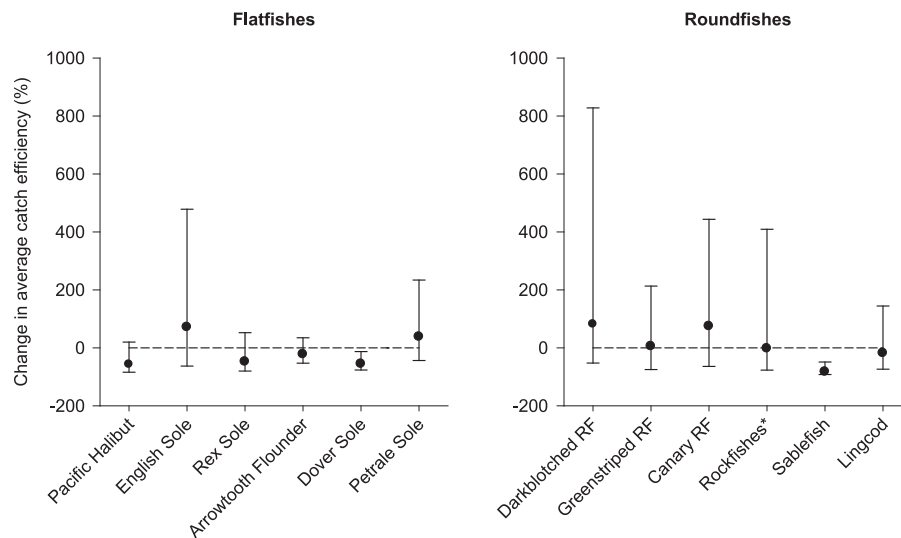 Flatfishes
Roundfishes
Change in average catch efficiency (%)
1000
800
600
400
200
0
-200
Pacific Halibut
English Sole
Rex Sole
Arrowtooth Flounder
Dover Sole
Petrale Sole
1000
800
600
400
200
0
-200
Darkblotched RF
Greenstriped RF
Canary RF
Rockfishes*
Sablefish
Lingcod